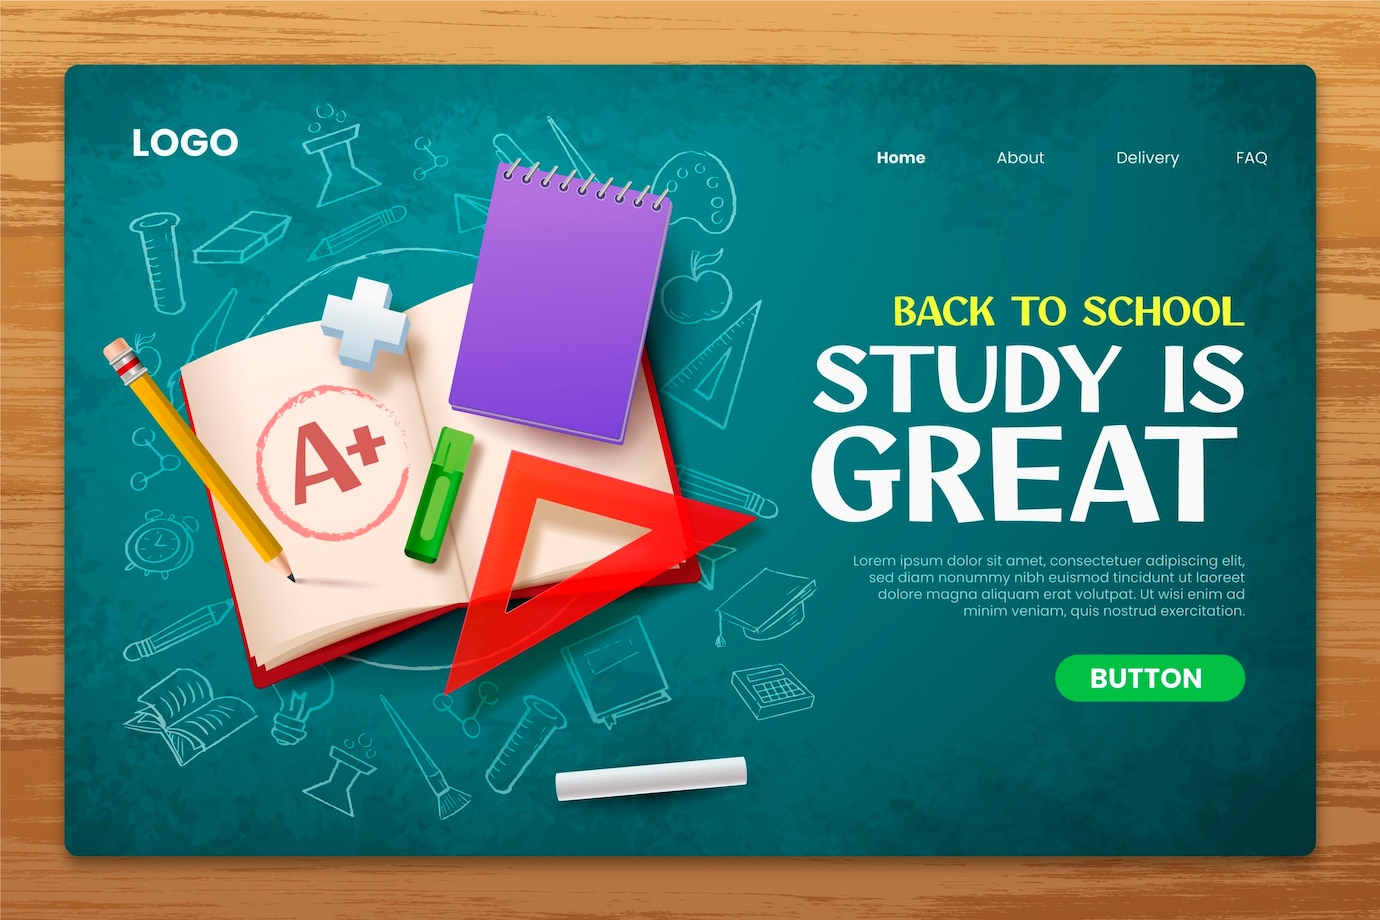 LOGO
Home About Delivery FAQ
BACK TO SCHOOL
STUDY IS
GREAT
A+
Lorem ipsum dolor sit amet, consectetuer adipiscing elit,
sed diam nonummy nibh euismod tincidunt ut laoreet
dolore magna aliquam erat volutpat. Ut wisi enim ad
minim veniam, quis nostrud exercitation.
BUTTON